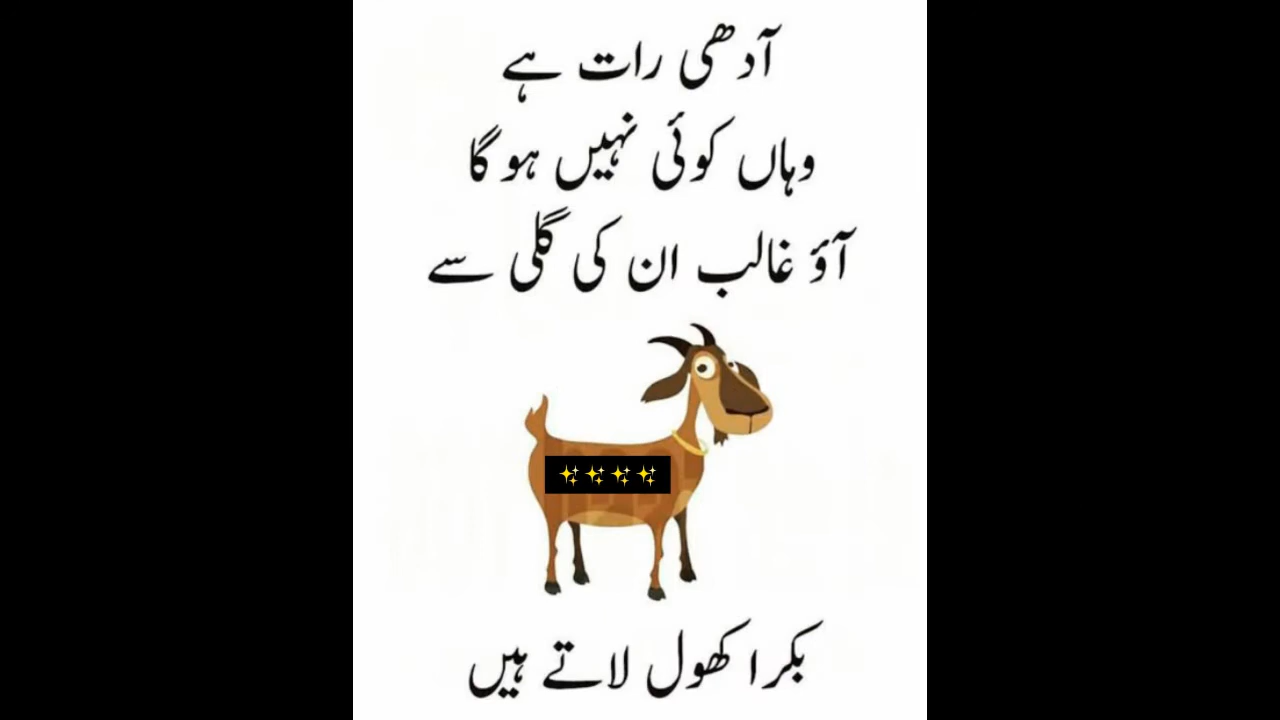 آدھی رات ہے
وہاں کوئی نہیں ہو گا
آؤ غالب ان کی گلی سے
بکرا کھول لاتے ہیں